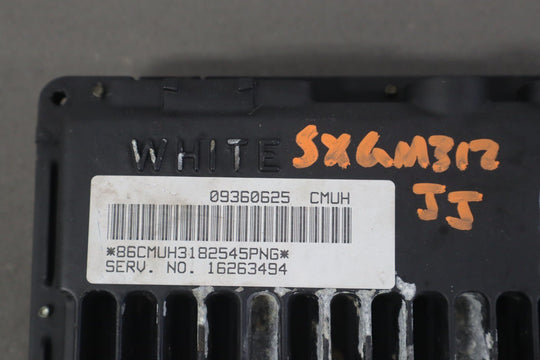 WHITE
SXGM312
JJ
09360625 CMUH
*86CMUH3182545PNG*
SERV. NO. 16263494